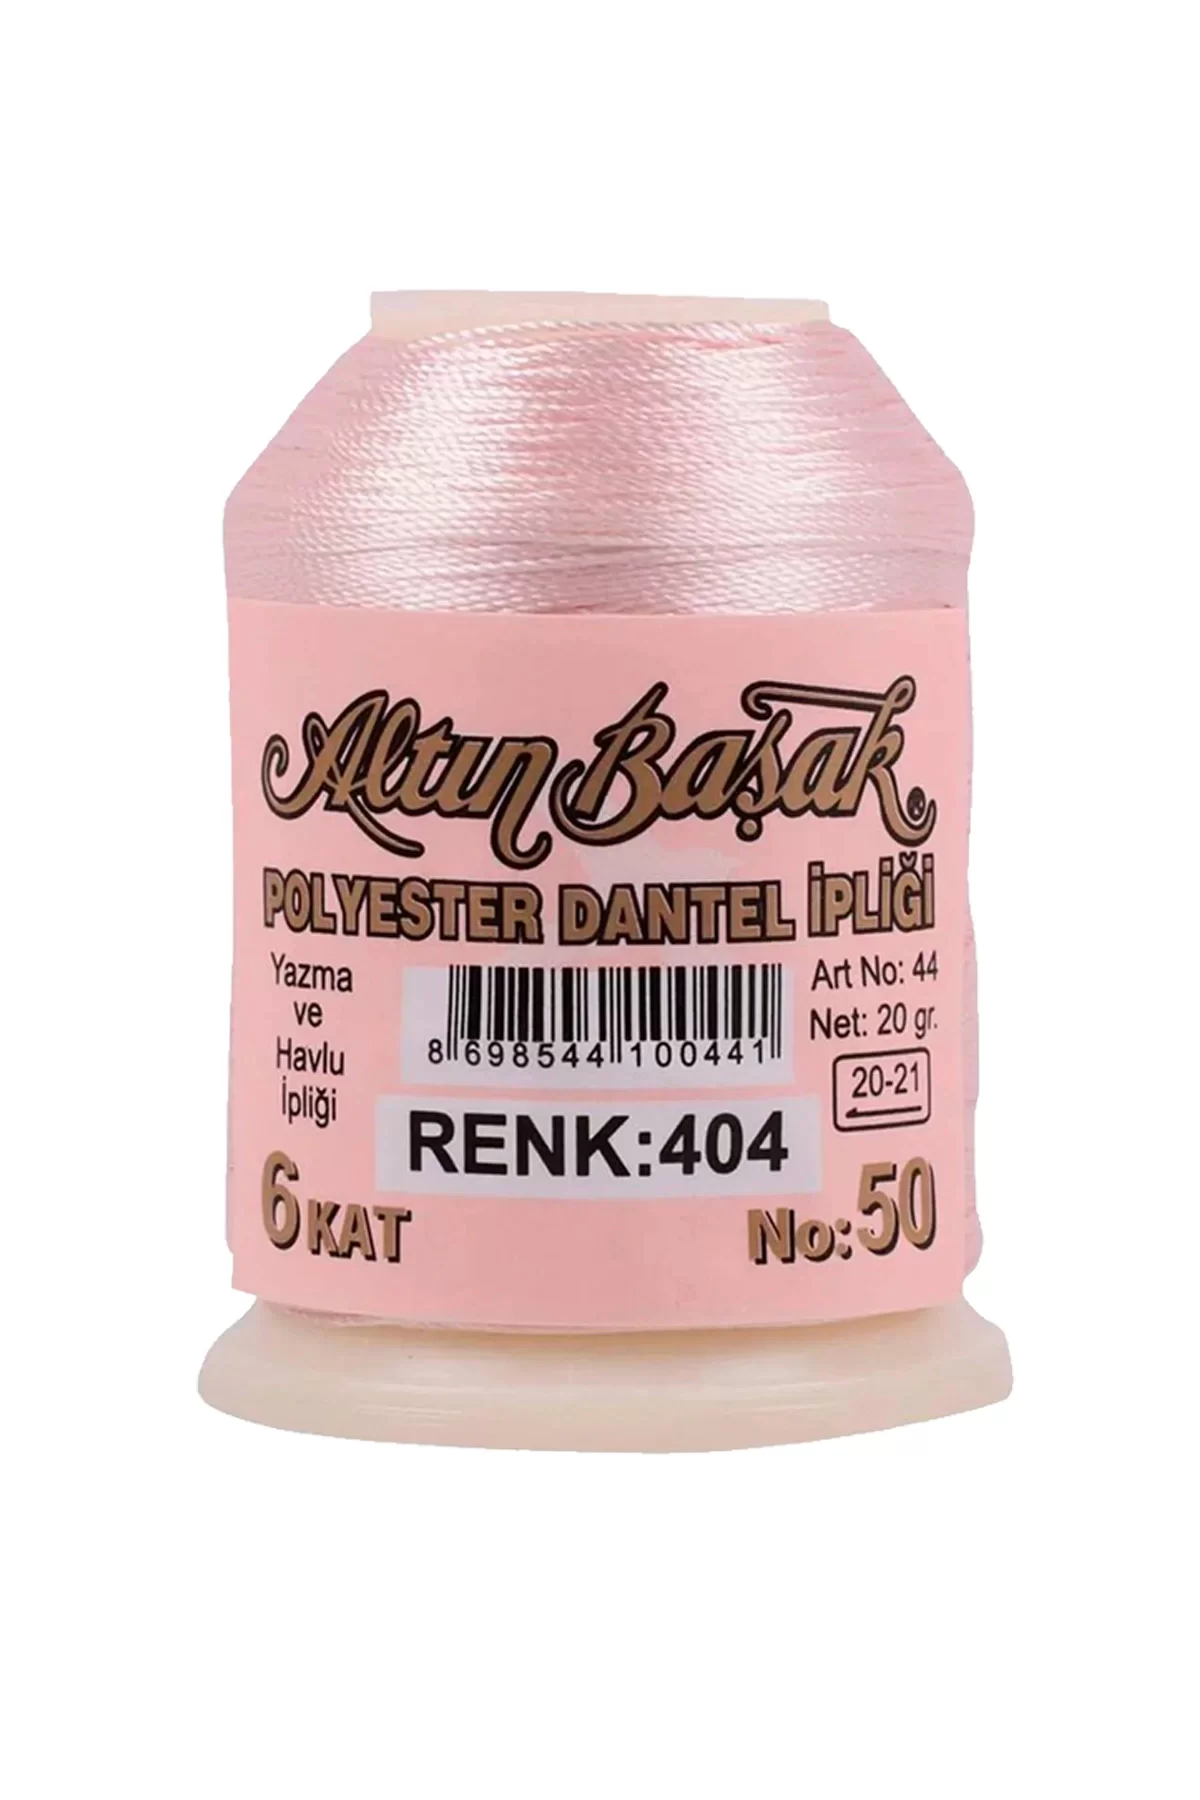 Altın Başak ®
POLYESTER DANTEL İPLİĞİ
Yazma
ve
Havlu
İpliği
8 698544 100441
Art No: 44
Net: 20 gr.
20-21
RENK:404
6 KAT
No:50